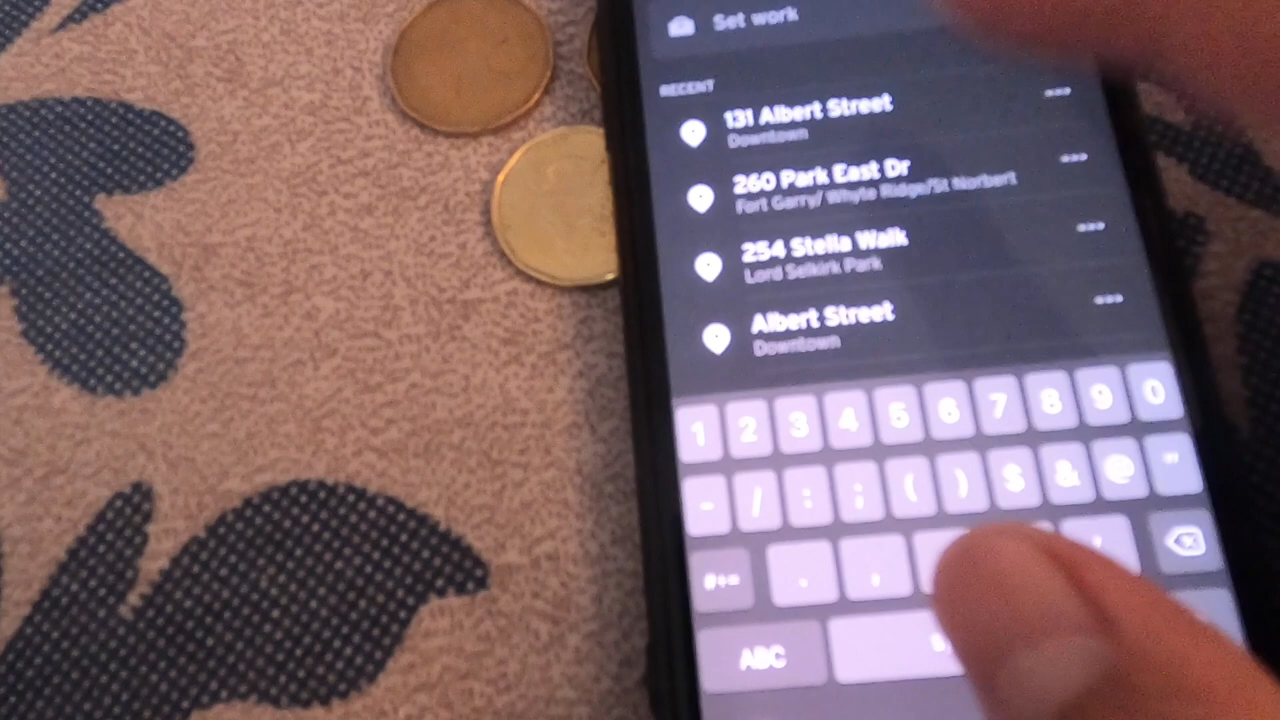 Set work
RECENT
131 Albert Street
Downtown
260 Park East Dr
Fort Garry/ Whyte Ridge/St Norbert
254 Stella Walk
Lord Selkirk Park
Albert Street
Downtown
1 2 3 4 5 6 7 8 9 0
- / : ; ( ) $ & @ "
#+= . , '
ABC